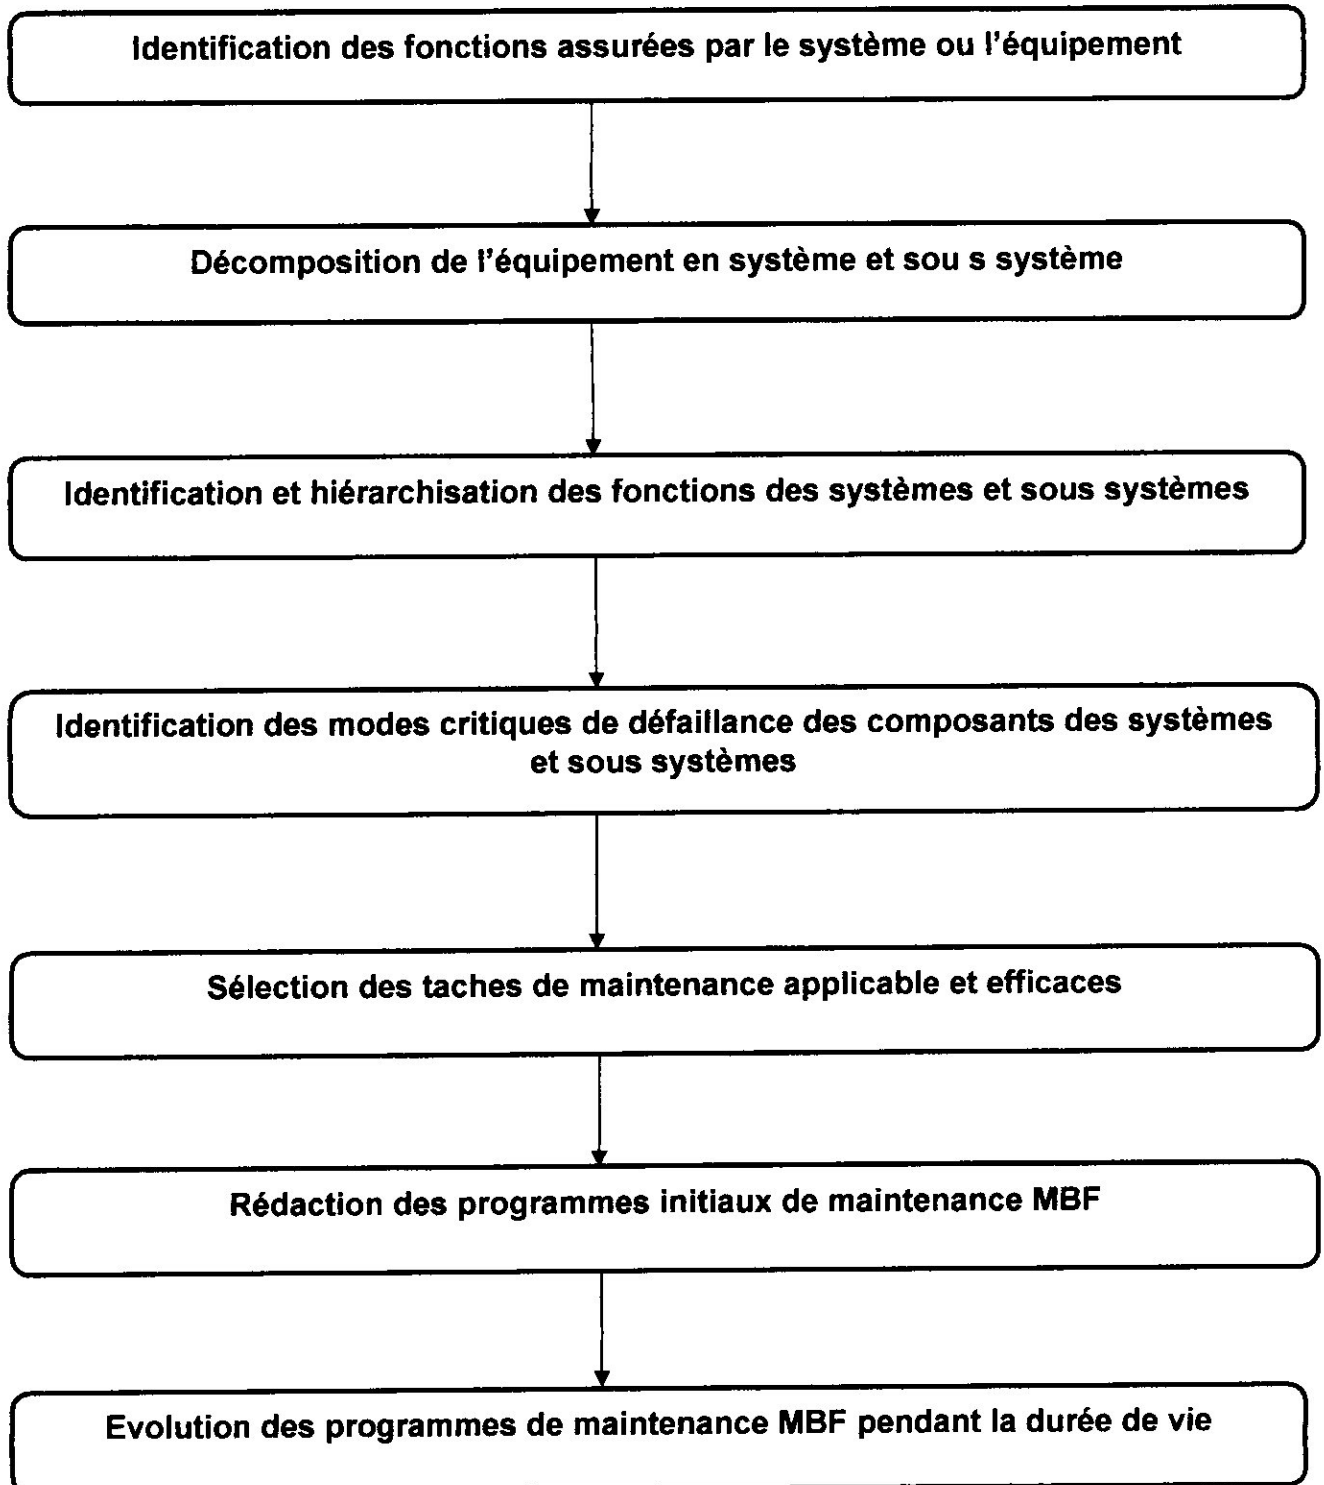 Identification des fonctions assurées par le système ou l'équipement
Décomposition de l'équipement en système et sou s système
Identification et hiérarchisation des fonctions des systèmes et sous systèmes
Identification des modes critiques de défaillance des composants des systèmes
et sous systèmes
Sélection des taches de maintenance applicable et efficaces
Rédaction des programmes initiaux de maintenance MBF
Evolution des programmes de maintenance MBF pendant la durée de vie